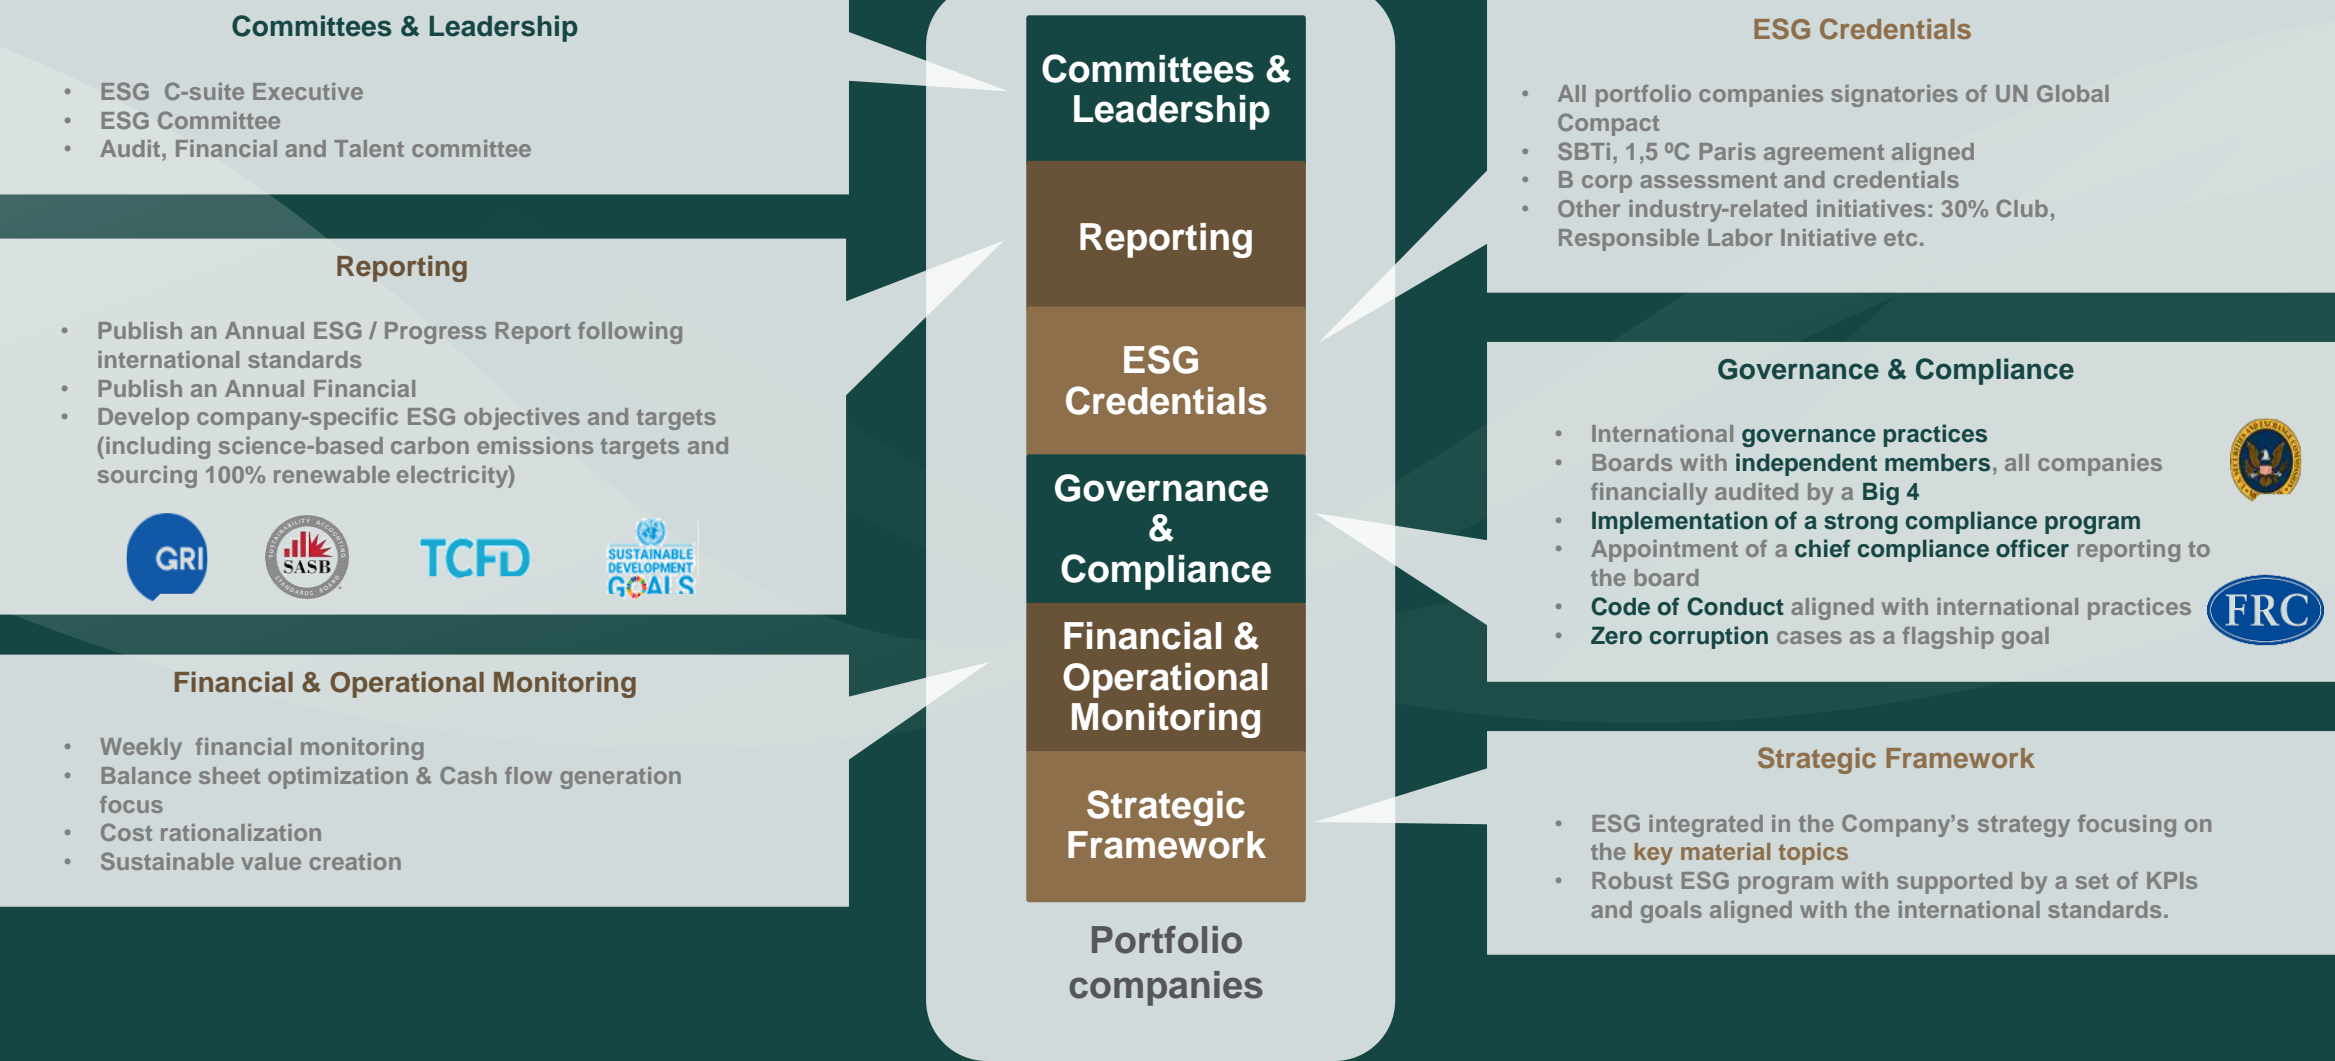 Committees & Leadership
• ESG C-suite Executive
• ESG Committee
• Audit, Financial and Talent committee
Reporting
• Publish an Annual ESG / Progress Report following
international standards
• Publish an Annual Financial
• Develop company-specific ESG objectives and targets
(including science-based carbon emissions targets and
sourcing 100% renewable electricity)
GRI
SUSTAINABILITY ACCOUNTING
SASB
STANDARDS BOARD
TCFD
SUSTAINABLE
DEVELOPMENT
GOALS
Financial & Operational Monitoring
• Weekly financial monitoring
• Balance sheet optimization & Cash flow generation
focus
• Cost rationalization
• Sustainable value creation
Committees &
Leadership
Reporting
ESG
Credentials
Governance
&
Compliance
Financial &
Operational
Monitoring
Strategic
Framework
Portfolio
companies
ESG Credentials
• All portfolio companies signatories of UN Global
Compact
• SBTi, 1,5 ºC Paris agreement aligned
• B corp assessment and credentials
• Other industry-related initiatives: 30% Club,
Responsible Labor Initiative etc.
Governance & Compliance
• International governance practices
• Boards with independent members, all companies
financially audited by a Big 4
• Implementation of a strong compliance program
• Appointment of a chief compliance officer reporting to
the board
• Code of Conduct aligned with international practices
• Zero corruption cases as a flagship goal
FRC
Strategic Framework
• ESG integrated in the Company’s strategy focusing on
the key material topics
• Robust ESG program with supported by a set of KPIs
and goals aligned with the international standards.